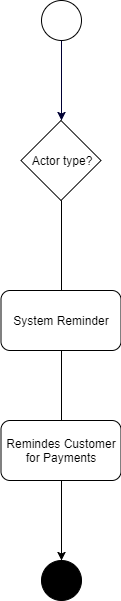 Actor type?
System Reminder
Remindes Customer
for Payments